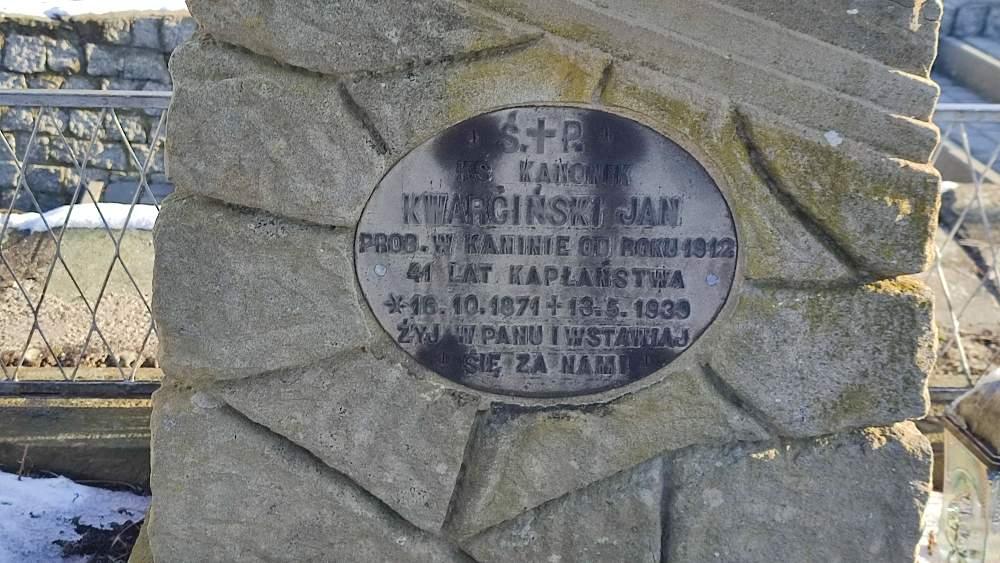 Ś.✝P.
KS. KANONIK
KWARCIŃSKI JAN
PROB. W KANINIE OD ROKU 1912
41 LAT KAPŁAŃSTWA
* 16.10.1871 + 13.5.1939
ŻYJ W PANU I WSTAWIAJ
SIĘ ZA NAMI